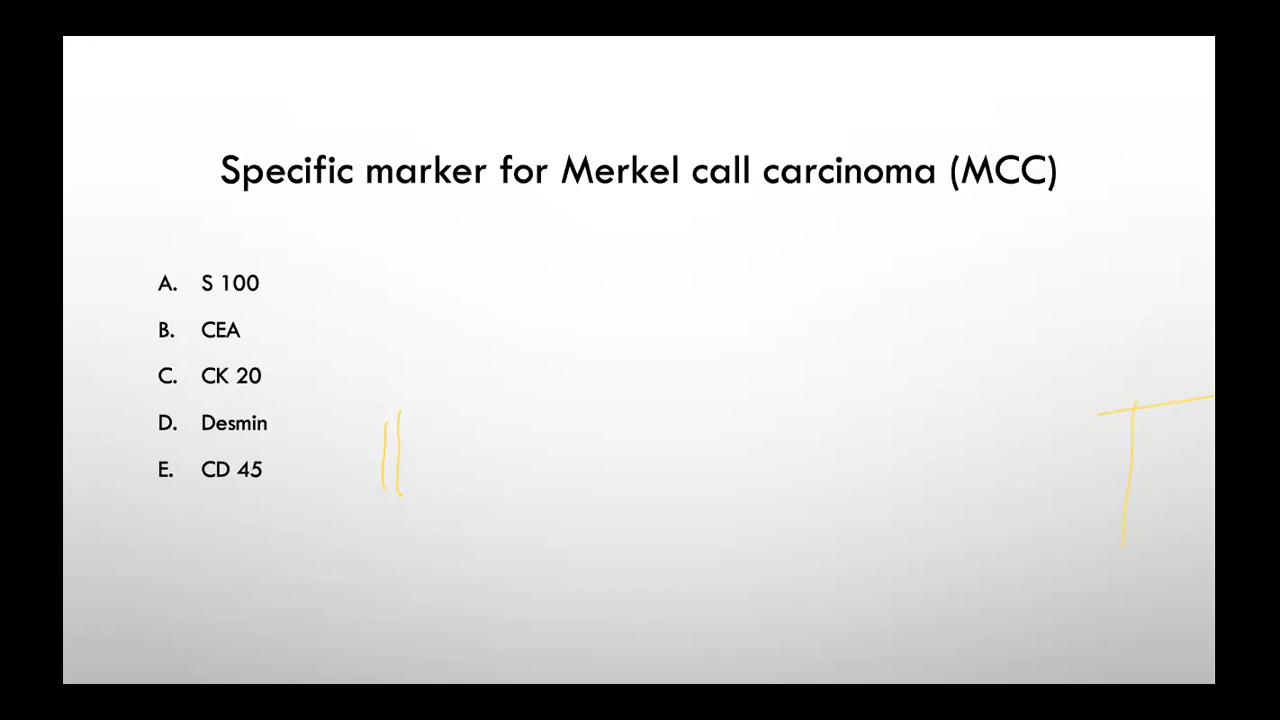 Specific marker for Merkel call carcinoma (MCC)
A. S 100
B. CEA
C. CK 20
D. Desmin
E. CD 45